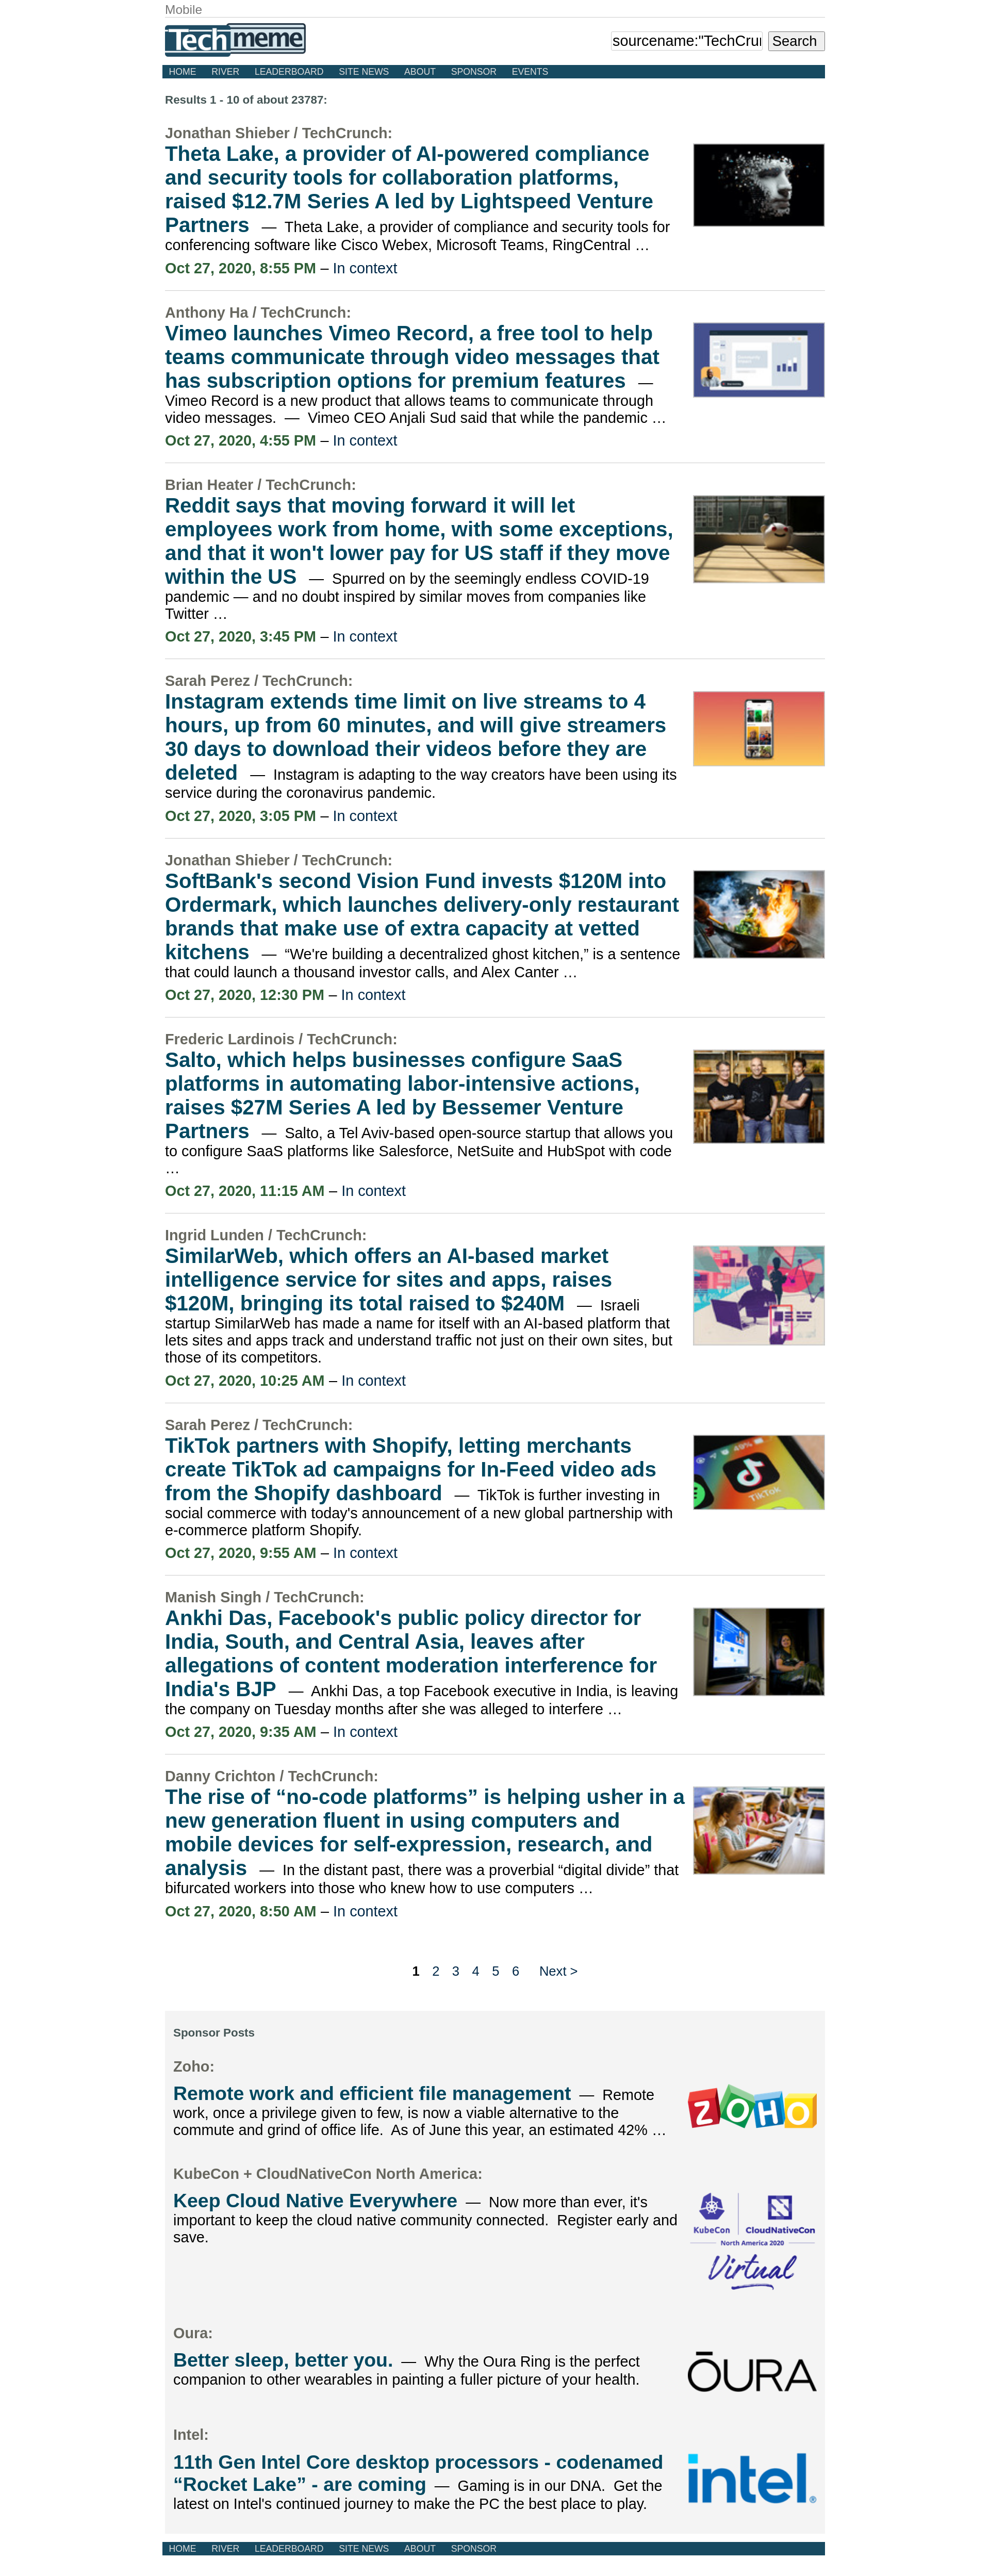 Mobile
Techmeme
sourcename:"TechCru
Search
HOME RIVER LEADERBOARD SITE NEWS ABOUT SPONSOR EVENTS
Results 1 - 10 of about 23787:
Jonathan Shieber / TechCrunch:
Theta Lake, a provider of AI-powered compliance
and security tools for collaboration platforms,
raised $12.7M Series A led by Lightspeed Venture
Partners — Theta Lake, a provider of compliance and security tools for
conferencing software like Cisco Webex, Microsoft Teams, RingCentral …
Oct 27, 2020, 8:55 PM – In context
Anthony Ha / TechCrunch:
Vimeo launches Vimeo Record, a free tool to help
teams communicate through video messages that
has subscription options for premium features —
Vimeo Record is a new product that allows teams to communicate through
video messages. — Vimeo CEO Anjali Sud said that while the pandemic …
Oct 27, 2020, 4:55 PM – In context
Brian Heater / TechCrunch:
Reddit says that moving forward it will let
employees work from home, with some exceptions,
and that it won't lower pay for US staff if they move
within the US — Spurred on by the seemingly endless COVID-19
pandemic — and no doubt inspired by similar moves from companies like
Twitter …
Oct 27, 2020, 3:45 PM – In context
Sarah Perez / TechCrunch:
Instagram extends time limit on live streams to 4
hours, up from 60 minutes, and will give streamers
30 days to download their videos before they are
deleted — Instagram is adapting to the way creators have been using its
service during the coronavirus pandemic.
Oct 27, 2020, 3:05 PM – In context
Jonathan Shieber / TechCrunch:
SoftBank's second Vision Fund invests $120M into
Ordermark, which launches delivery-only restaurant
brands that make use of extra capacity at vetted
kitchens — “We're building a decentralized ghost kitchen,” is a sentence
that could launch a thousand investor calls, and Alex Canter …
Oct 27, 2020, 12:30 PM – In context
Frederic Lardinois / TechCrunch:
Salto, which helps businesses configure SaaS
platforms in automating labor-intensive actions,
raises $27M Series A led by Bessemer Venture
Partners — Salto, a Tel Aviv-based open-source startup that allows you
to configure SaaS platforms like Salesforce, NetSuite and HubSpot with code
…
Oct 27, 2020, 11:15 AM – In context
Ingrid Lunden / TechCrunch:
SimilarWeb, which offers an AI-based market
intelligence service for sites and apps, raises
$120M, bringing its total raised to $240M — Israeli
startup SimilarWeb has made a name for itself with an AI-based platform that
lets sites and apps track and understand traffic not just on their own sites, but
those of its competitors.
Oct 27, 2020, 10:25 AM – In context
Sarah Perez / TechCrunch:
TikTok partners with Shopify, letting merchants
create TikTok ad campaigns for In-Feed video ads
from the Shopify dashboard — TikTok is further investing in
social commerce with today's announcement of a new global partnership with
e-commerce platform Shopify.
49%
TikTok
Oct 27, 2020, 9:55 AM – In context
Manish Singh / TechCrunch:
Ankhi Das, Facebook's public policy director for
India, South, and Central Asia, leaves after
allegations of content moderation interference for
India's BJP — Ankhi Das, a top Facebook executive in India, is leaving
the company on Tuesday months after she was alleged to interfere …
Oct 27, 2020, 9:35 AM – In context
Danny Crichton / TechCrunch:
The rise of “no-code platforms” is helping usher in a
new generation fluent in using computers and
mobile devices for self-expression, research, and
analysis — In the distant past, there was a proverbial “digital divide” that
bifurcated workers into those who knew how to use computers …
Oct 27, 2020, 8:50 AM – In context
1 2 3 4 5 6 Next >
Sponsor Posts
Zoho:
Remote work and efficient file management — Remote
work, once a privilege given to few, is now a viable alternative to the
commute and grind of office life. As of June this year, an estimated 42% …
ZOHO
KubeCon + CloudNativeCon North America:
Keep Cloud Native Everywhere — Now more than ever, it's
important to keep the cloud native community connected. Register early and
save.
KubeCon CloudNativeCon
North America 2020
Virtual
Oura:
Better sleep, better you. — Why the Oura Ring is the perfect
companion to other wearables in painting a fuller picture of your health.
ŌURA
Intel:
11th Gen Intel Core desktop processors - codenamed
“Rocket Lake” - are coming — Gaming is in our DNA. Get the
latest on Intel's continued journey to make the PC the best place to play.
intel®
HOME RIVER LEADERBOARD SITE NEWS ABOUT SPONSOR